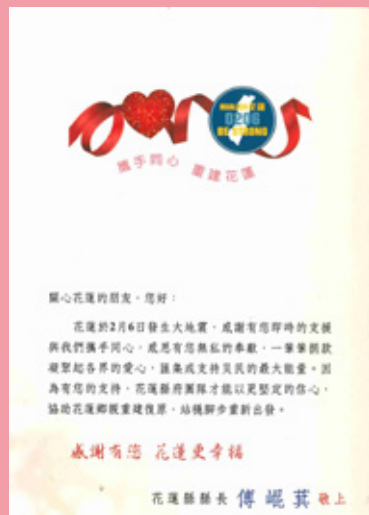 0206
BE STRONG
攜手同心 重建花蓮
關心花蓮的朋友,您好:
花蓮於2月6日發生大地震,感謝有您即時的支援
與我們攜手同心,感恩有您無私的奉獻,一筆筆捐款
凝聚起各界的愛心,匯集成支持災民的最大能量。因
為有您的支持,花蓮縣府團隊才能以更堅定的信心,
協助花蓮鄉親重建復原,站穩腳步重新出發。
感謝有您 花蓮更幸福
花蓮縣縣長 傅崐萁 敬上